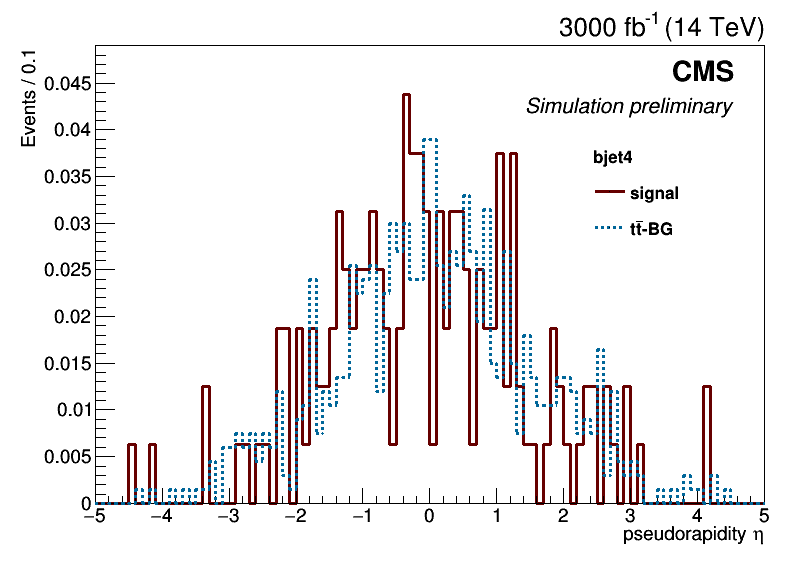 3000 fb⁻¹ (14 TeV)
Events / 0.1
CMS
Simulation preliminary
bjet4
signal
tt̄-BG
0.045
0.04
0.035
0.03
0.025
0.02
0.015
0.01
0.005
0
−5 −4 −3 −2 −1 0 1 2 3 4 5
pseudorapidity η